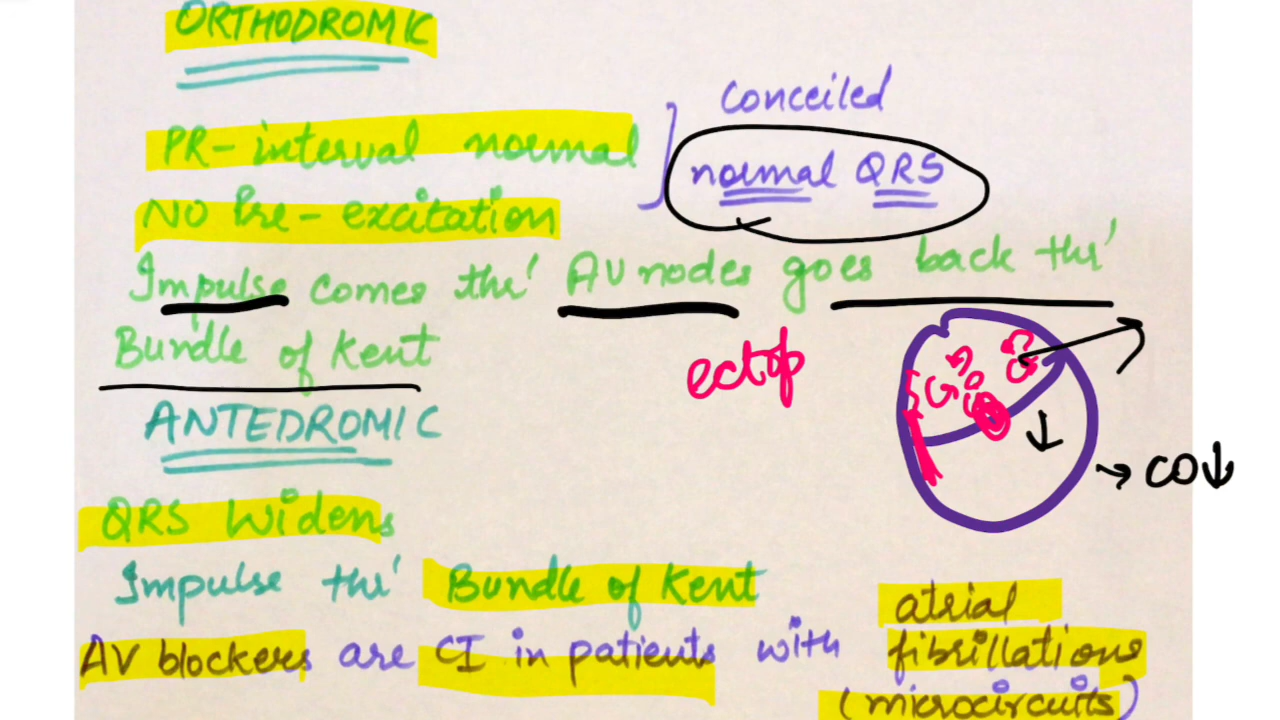 ORTHODROMIC
conceiled
PR-interval normal
normal QRS
NO Pre-excitation
Impulse comes thr' AV nodes goes back thr'
Bundle of Kent
ectop
ANTEDROMIC
→ CO↓
QRS Widens
Impulse thr' Bundle of Kent
atrial
AV blockers are CI in patients with fibrillations
(microcircuits)